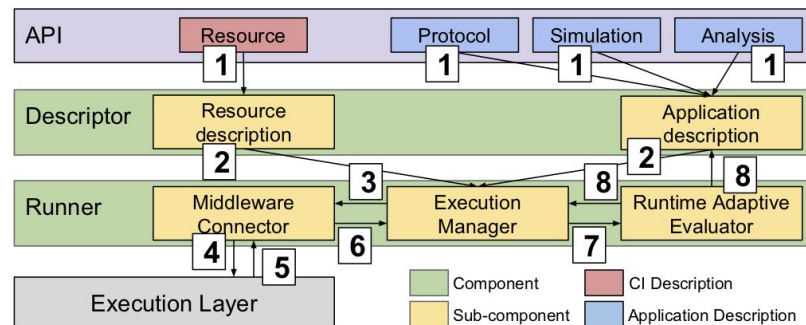 API
Resource
Protocol
Simulation
Analysis
1
1
1
1
Descriptor
Resource
description
Application
description
2
2
3
8
8
Runner
Middleware
Connector
Execution
Manager
Runtime Adaptive
Evaluator
4
5
6
7
Execution Layer
Component
CI Description
Sub-component
Application Description